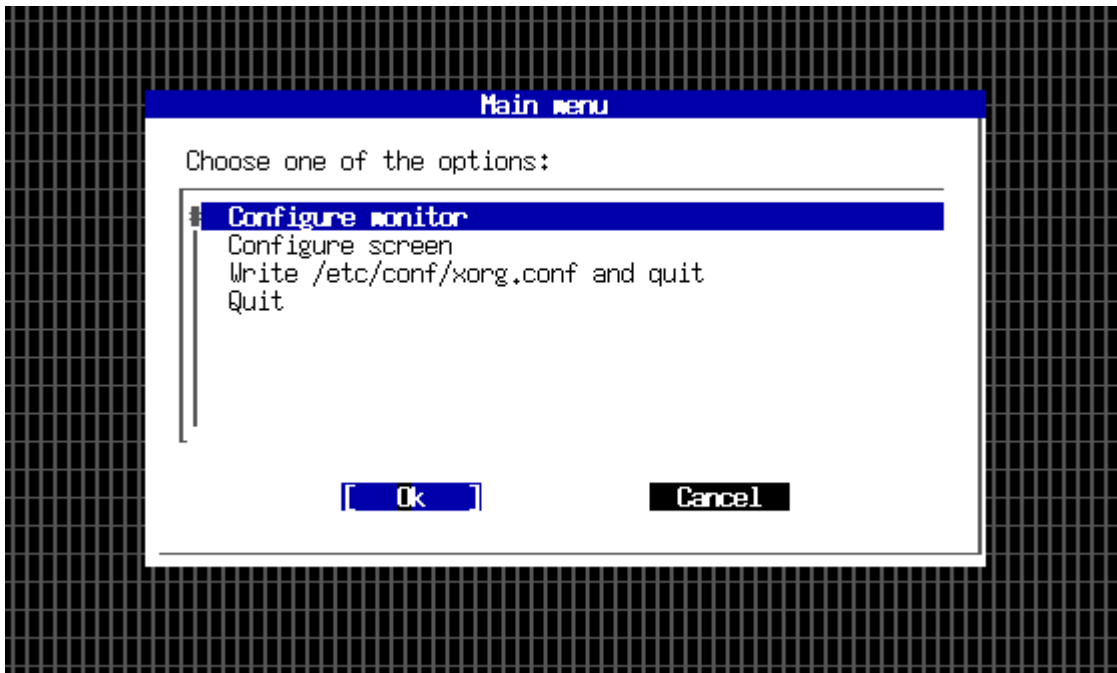 Main menu
Choose one of the options:
Configure monitor
Configure screen
Write /etc/conf/xorg.conf and quit
Quit
[ Ok ] Cancel